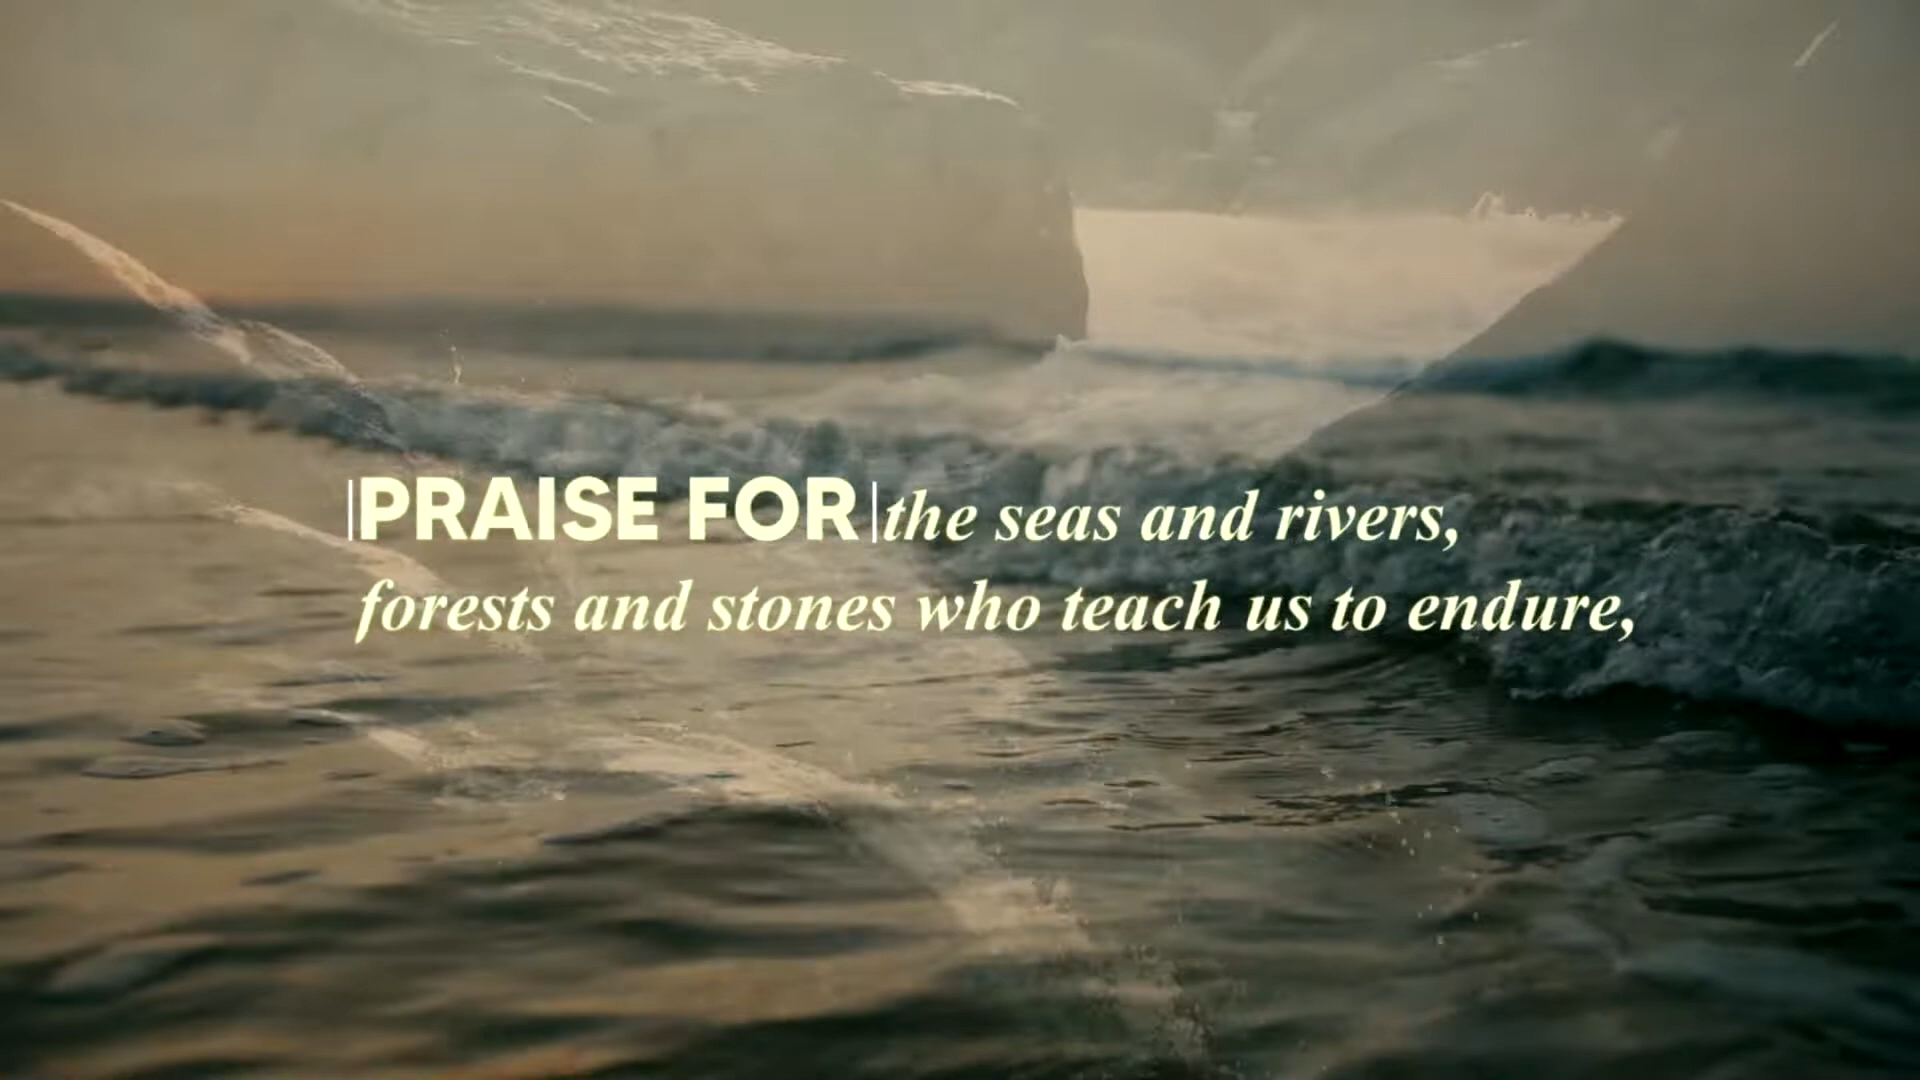 PRAISE FOR the seas and rivers,
forests and stones who teach us to endure,